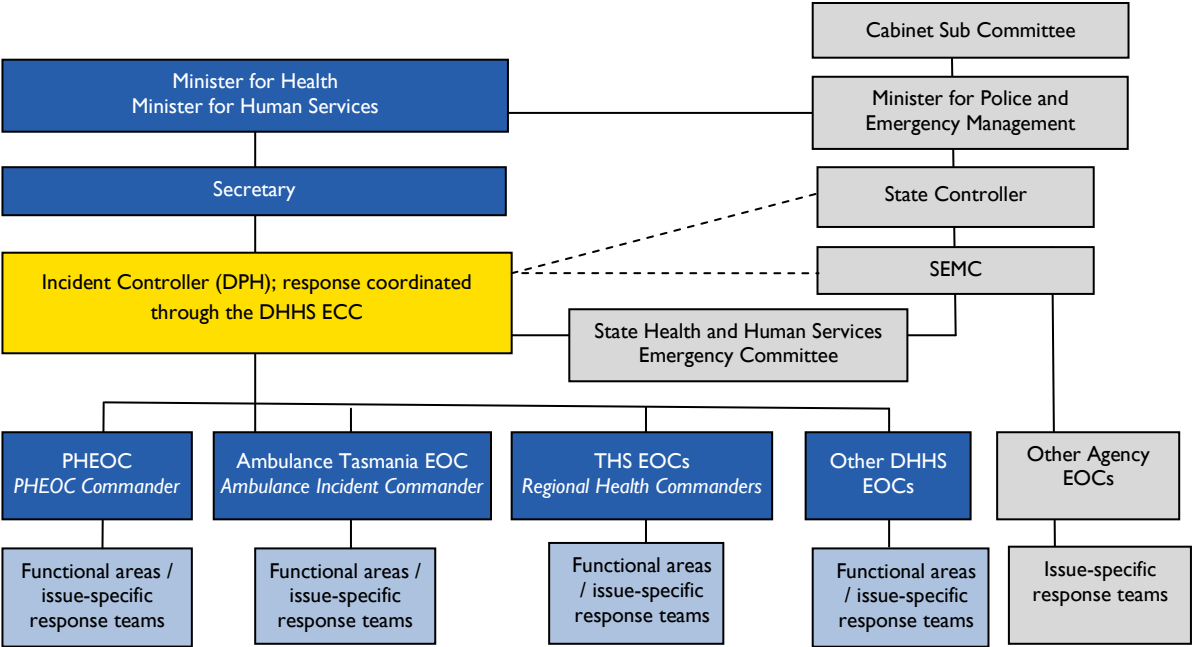 Cabinet Sub Committee
Minister for Health
Minister for Human Services
Minister for Police and
Emergency Management
Secretary
State Controller
Incident Controller (DPH); response coordinated
through the DHHS ECC
SEMC
State Health and Human Services
Emergency Committee
PHEOC
PHEOC Commander
Ambulance Tasmania EOC
Ambulance Incident Commander
THS EOCs
Regional Health Commanders
Other DHHS
EOCs
Other Agency
EOCs
Functional areas /
issue-specific
response teams
Functional areas /
issue-specific
response teams
Functional areas
/ issue-specific
response teams
Functional areas
/ issue-specific
response teams
Issue-specific
response teams